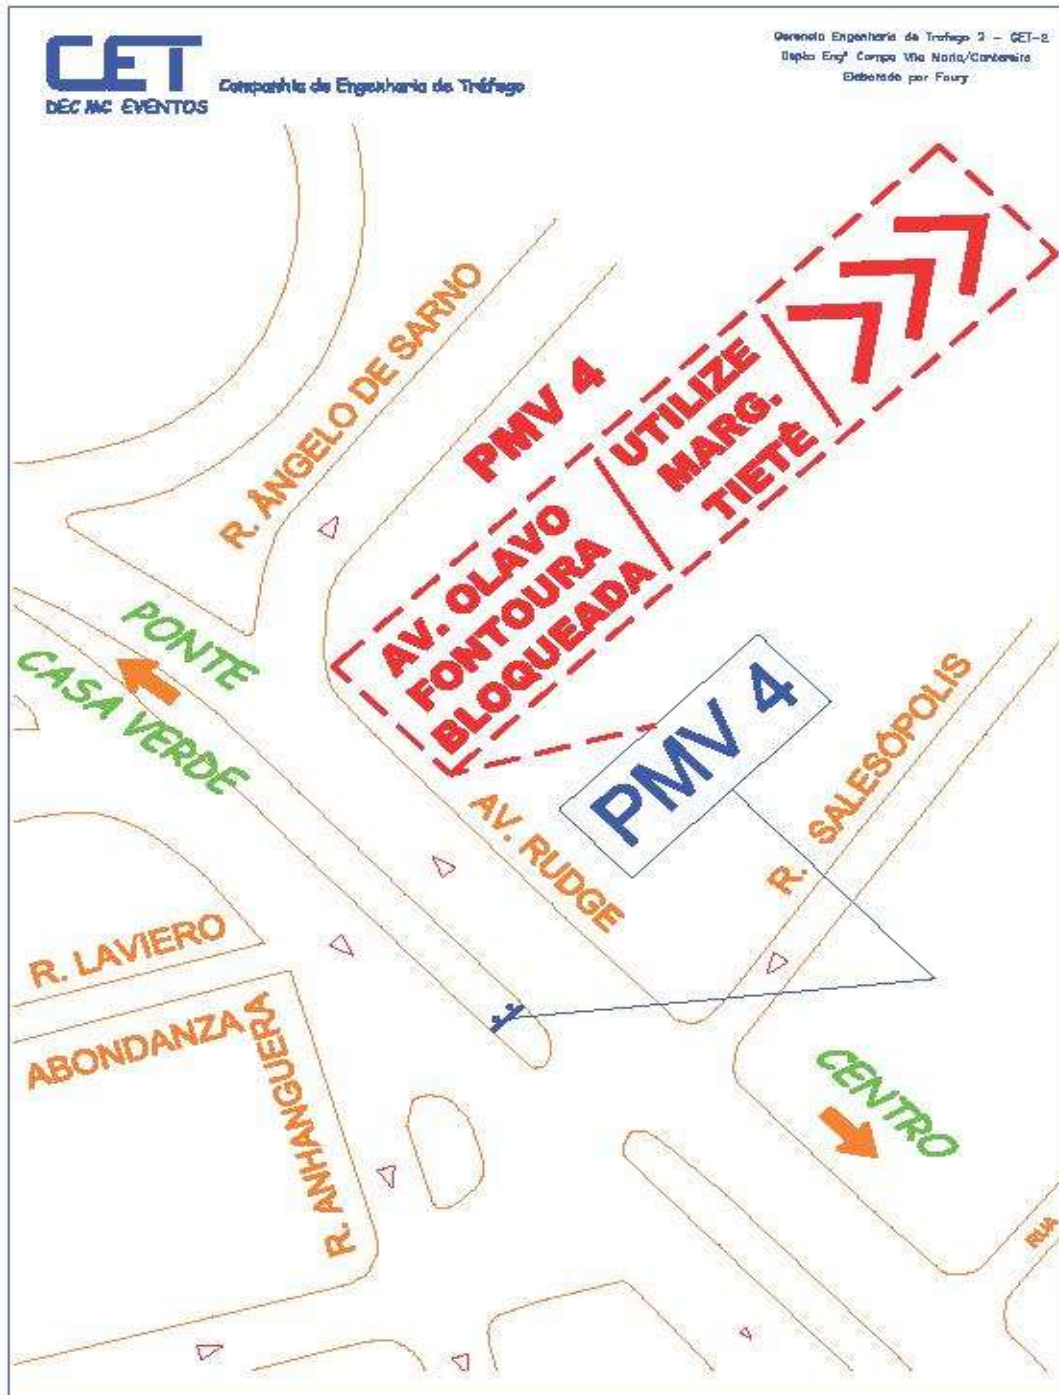 CET
DEC MC EVENTOS
Companhia de Engenharia de Tráfego
Gerencia Engenharia de Trafego 2 - GET-2
Depto Engª Campo Vila Maria/Cantareira
Elaborado por Foury
R. ÂNGELO DE SARNO
PMV 4
AV. OLAVO
FONTOURA
BLOQUEADA
UTILIZE
MARG.
TIETÊ
PONTE
CASA VERDE
PMV 4
AV. RUDGE
R. SALESÓPOLIS
R. LAVIERO
ABONDANZA
R. ANHANGUERA
CENTRO
RUA